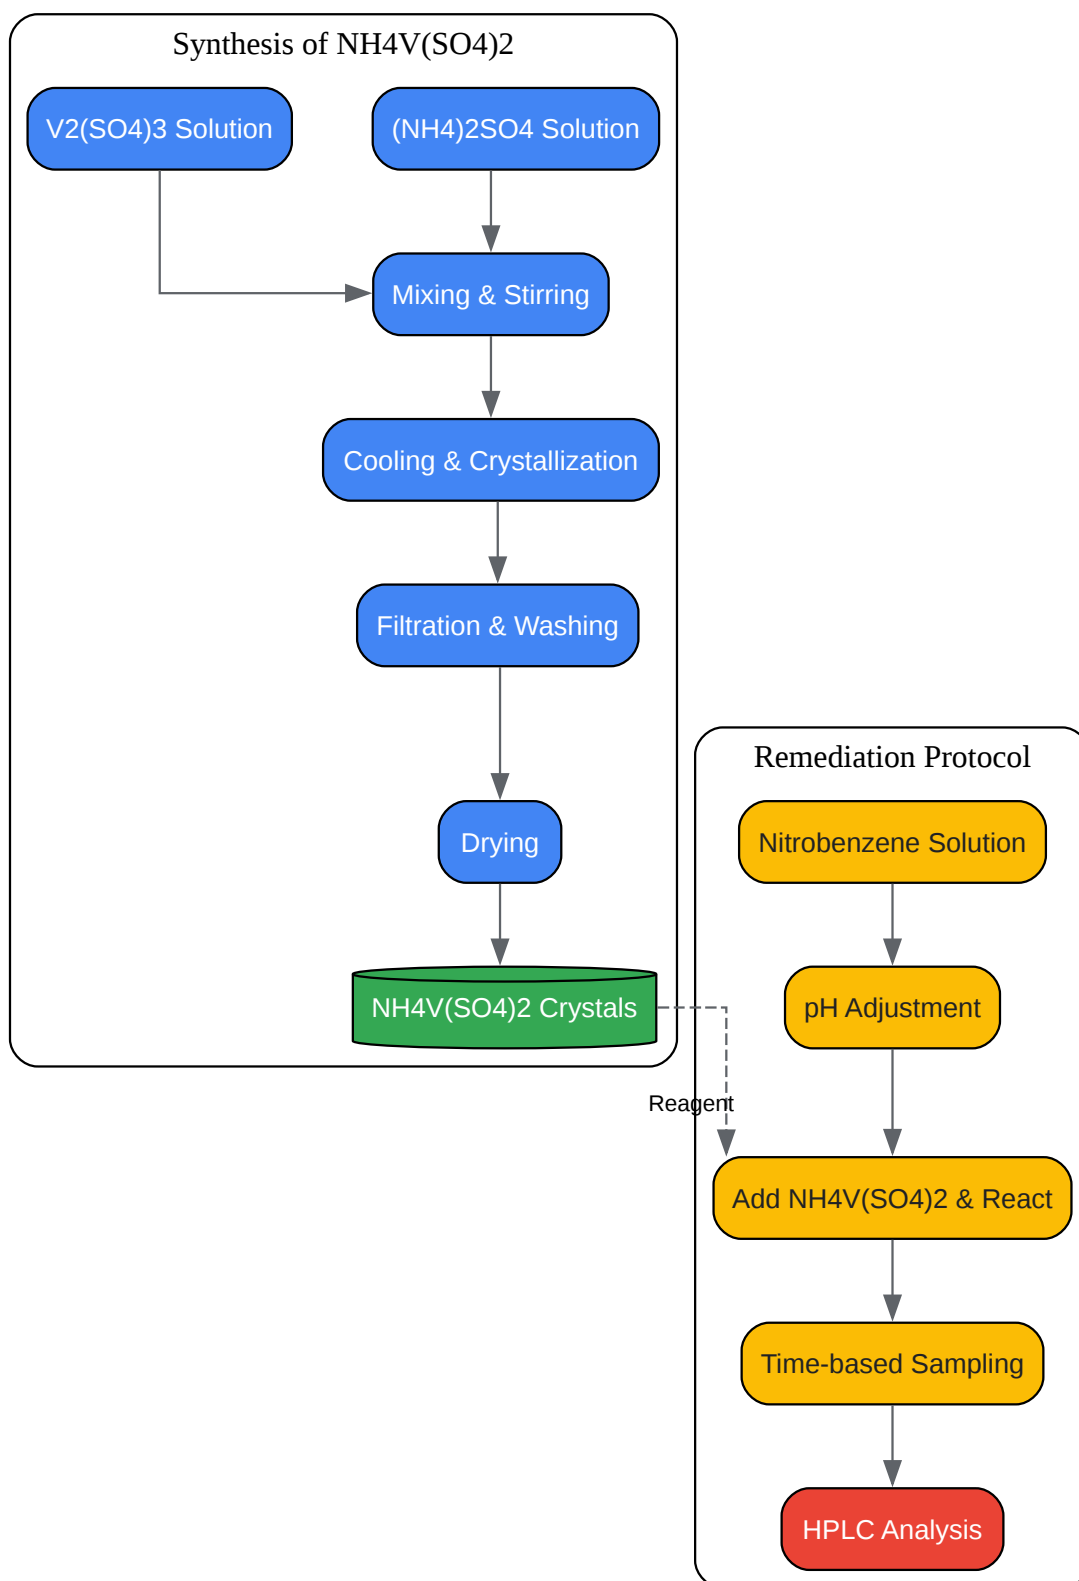 Synthesis of NH4V(SO4)2
V2(SO4)3 Solution
(NH4)2SO4 Solution
Mixing & Stirring
Cooling & Crystallization
Filtration & Washing
Drying
NH4V(SO4)2 Crystals
Reagent
Remediation Protocol
Nitrobenzene Solution
pH Adjustment
Add NH4V(SO4)2 & React
Time-based Sampling
HPLC Analysis